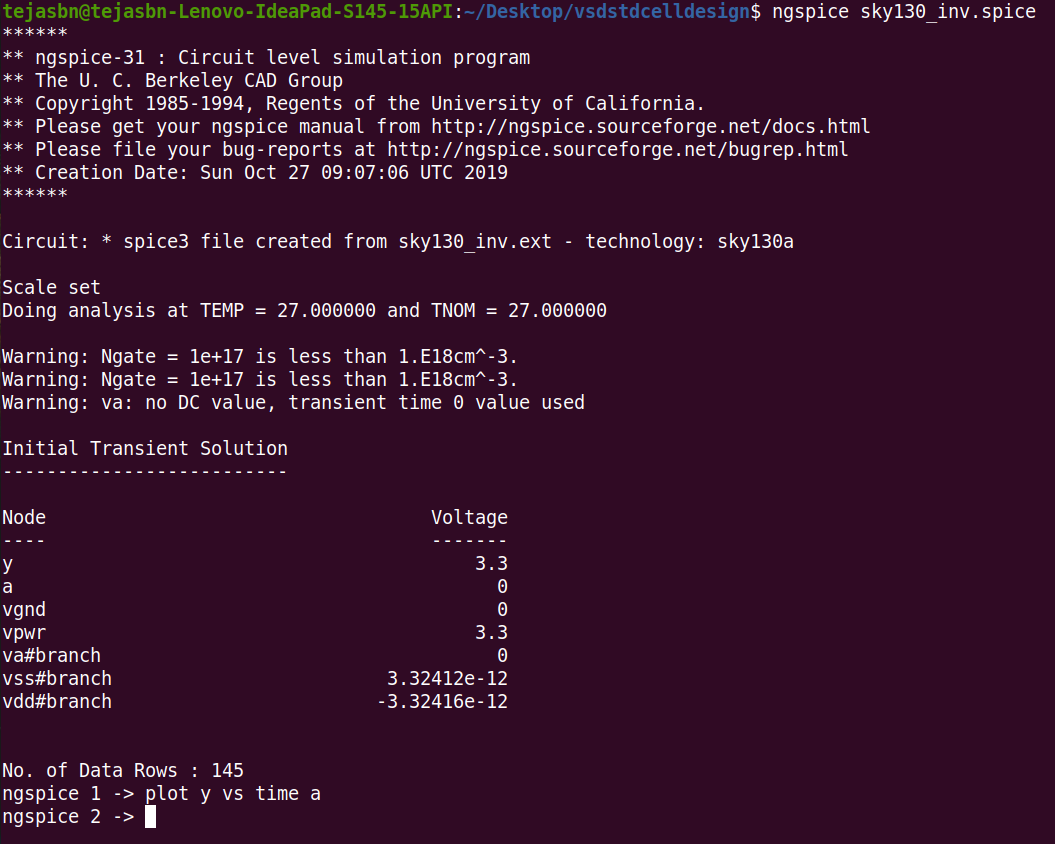 tejasbn@tejasbn-Lenovo-IdeaPad-S145-15API:~/Desktop/vsdstdcelldesign$ ngspice sky130_inv.spice
******
** ngspice-31 : Circuit level simulation program
** The U. C. Berkeley CAD Group
** Copyright 1985-1994, Regents of the University of California.
** Please get your ngspice manual from http://ngspice.sourceforge.net/docs.html
** Please file your bug-reports at http://ngspice.sourceforge.net/bugrep.html
** Creation Date: Sun Oct 27 09:07:06 UTC 2019
******
Circuit: * spice3 file created from sky130_inv.ext - technology: sky130a
Scale set
Doing analysis at TEMP = 27.000000 and TNOM = 27.000000
Warning: Ngate = 1e+17 is less than 1.E18cm^-3.
Warning: Ngate = 1e+17 is less than 1.E18cm^-3.
Warning: va: no DC value, transient time 0 value used
Initial Transient Solution
--------------------------
Node                                   Voltage
----                                   -------
y                                          3.3
a                                            0
vgnd                                         0
vpwr                                       3.3
va#branch                                    0
vss#branch                         3.32412e-12
vdd#branch                        -3.32416e-12
No. of Data Rows : 145
ngspice 1 -> plot y vs time a
ngspice 2 ->